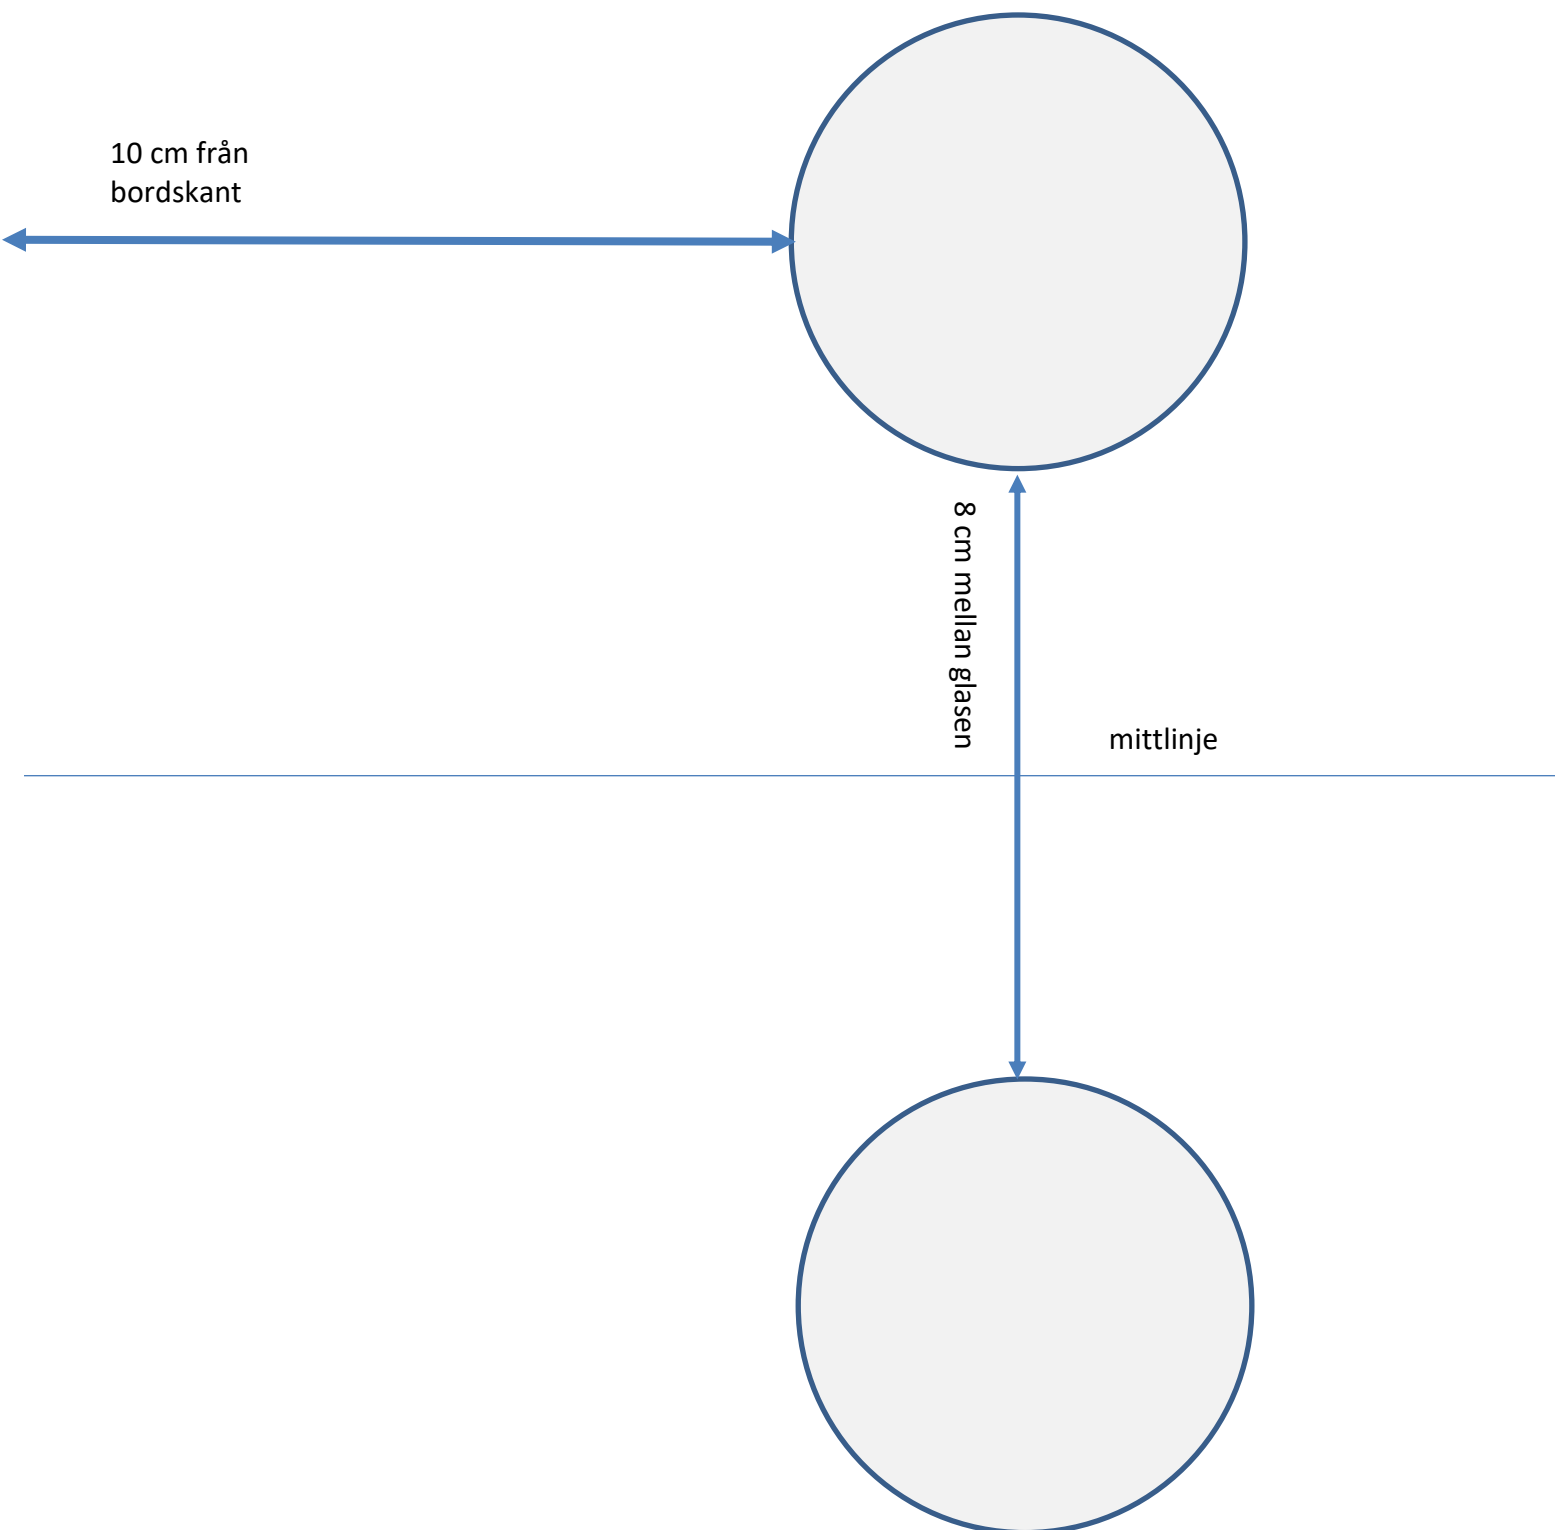 10 cm från
bordskant
8 cm mellan glasen
mittlinje